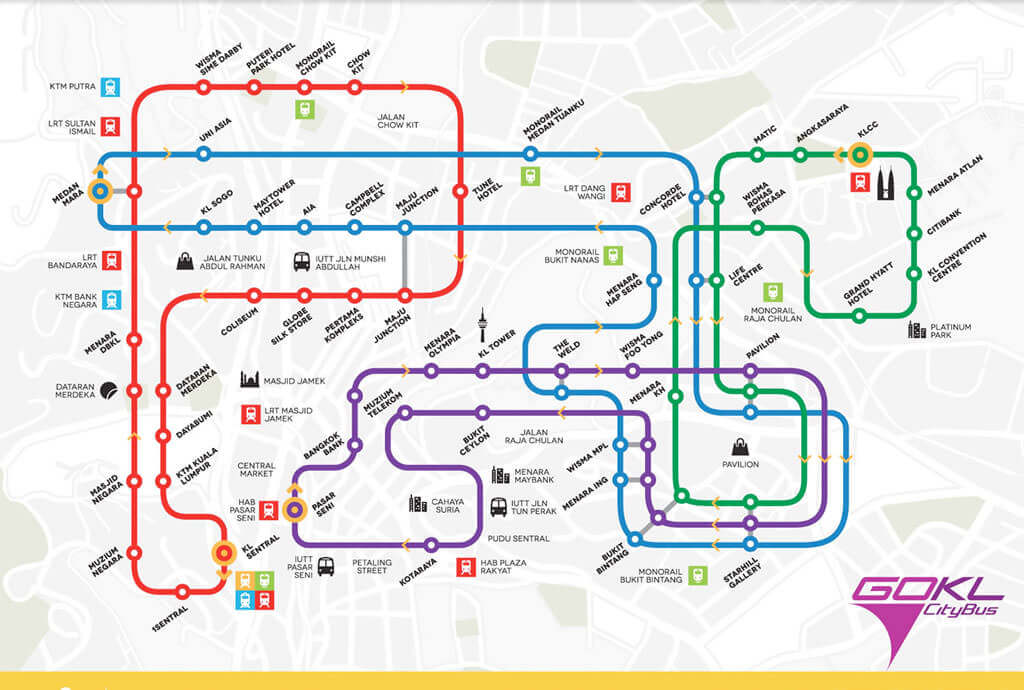 WISMA
SIME DARBY
PUTERI
PARK HOTEL
MONORAIL
CHOW KIT
CHOW
KIT
KTM PUTRA
LRT SULTAN
ISMAIL
JALAN
CHOW KIT
UNI ASIA
MONORAIL
MEDAN TUANKU
MATIC
ANGKASARAYA
KLCC
MEDAN
MARA
KL SOGO
MAYTOWER
HOTEL
AIA
CAMPBELL
COMPLEX
MAJU
JUNCTION
TUNE
HOTEL
LRT DANG
WANGI
CONCORDE
HOTEL
WISMA
ROHAS
PERKASA
MENARA ATLAN
CITIBANK
KL CONVENTION
CENTRE
LRT
BANDARAYA
JALAN TUNKU
ABDUL RAHMAN
IUTT JLN MUNSHI
ABDULLAH
MONORAIL
BUKIT NANAS
MENARA
HAP SENG
LIFE
CENTRE
GRAND HYATT
HOTEL
KTM BANK
NEGARA
COLISEUM
GLOBE
SILK STORE
PERTAMA
KOMPLEKS
MAJU
JUNCTION
MONORAIL
RAJA CHULAN
PLATINUM
PARK
MENARA
DBKL
MENARA
OLYMPIA
KL TOWER
THE
WELD
WISMA
FOO YONG
PAVILION
DATARAN
MERDEKA
DATARAN
MERDEKA
MASJID JAMEK
MUZIUM
TELEKOM
MENARA
KH
DAYABUMI
LRT MASJID
JAMEK
BANGKOK
BANK
BUKIT
CEYLON
JALAN
RAJA CHULAN
WISMA MPL
PAVILION
MASJID
NEGARA
KTM KUALA
LUMPUR
CENTRAL
MARKET
MENARA
MAYBANK
MENARA ING
HAB
PASAR
SENI
PASAR
SENI
CAHAYA
SURIA
IUTT JLN
TUN PERAK
MUZIUM
NEGARA
KL
SENTRAL
PUDU SENTRAL
IUTT
PASAR
SENI
PETALING
STREET
KOTARAYA
HAB PLAZA
RAKYAT
BUKIT
BINTANG
MONORAIL
BUKIT BINTANG
STARHILL
GALLERY
1SENTRAL
GOKL
CityBus